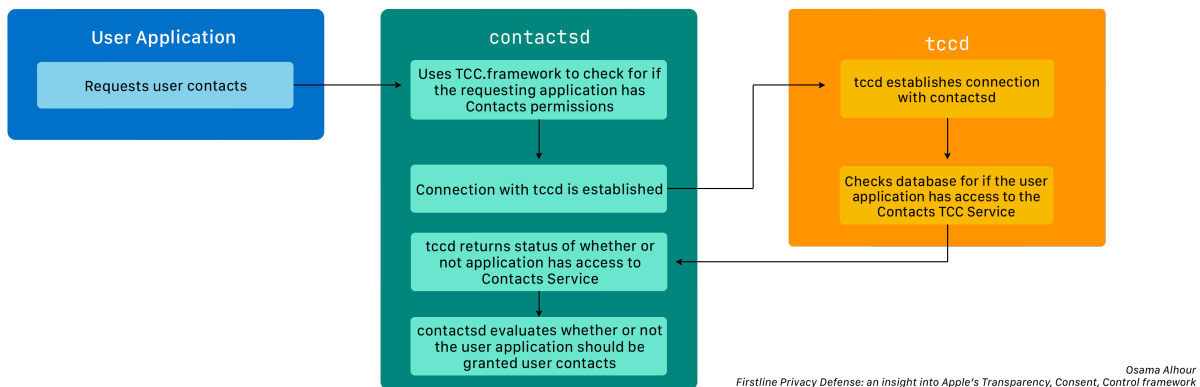 User Application
Requests user contacts
contactsd
Uses TCC.framework to check for if
the requesting application has
Contacts permissions
Connection with tccd is established
tccd returns status of whether or
not application has access to
Contacts Service
contactsd evaluates whether or not
the user application should be
granted user contacts
tccd
tccd establishes connection
with contactsd
Checks database for if the user
application has access to the
Contacts TCC Service
Osama Alhour
Firstline Privacy Defense: an insight into Apple's Transparency, Consent, Control framework